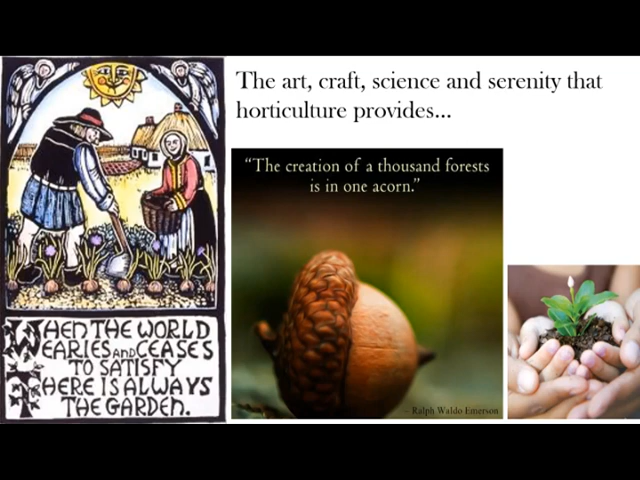 The art, craft, science and serenity that
horticulture provides...
“The creation of a thousand forests
is in one acorn.”
– Ralph Waldo Emerson
WHEN THE WORLD
WEARIES AND CEASES
TO SATISFY
THERE IS ALWAYS
THE GARDEN.